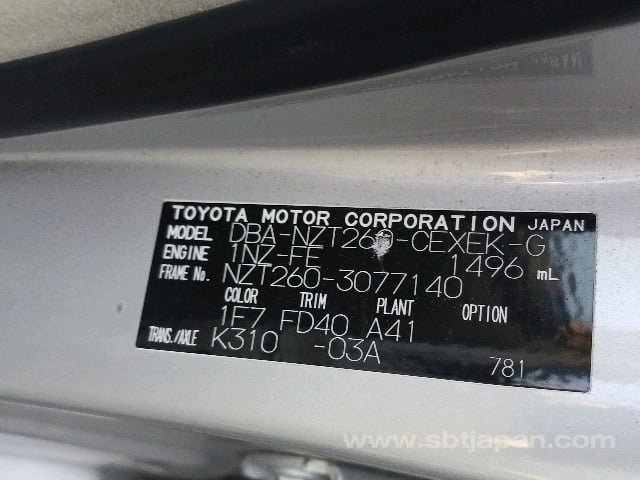 TOYOTA MOTOR CORPORATION JAPAN
MODEL DBA-NZT260-CEXEK-G
ENGINE 1NZ-FE 1496 mL
FRAME No. NZT260-3077140
COLOR TRIM PLANT OPTION
1F7 FD40 A41
TRANS./AXLE K310 -03A
781
www.sbtjapan.com